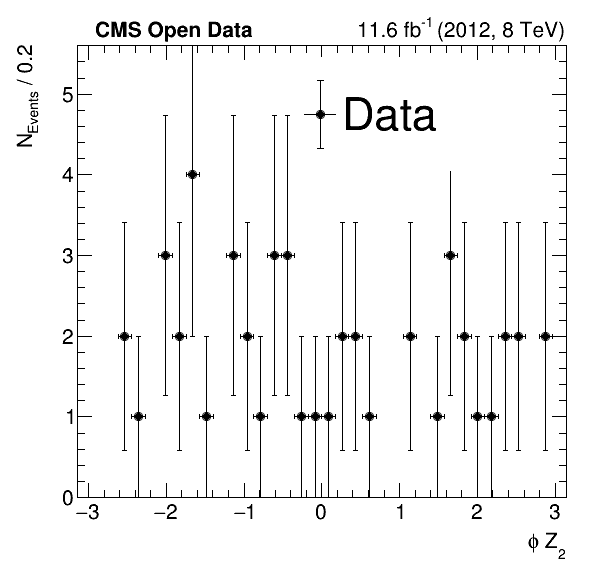 CMS Open Data 11.6 fb⁻¹ (2012, 8 TeV)
N_Events / 0.2
5
Data
4
3
2
1
0
−3 −2 −1 0 1 2 3
ϕ Z₂